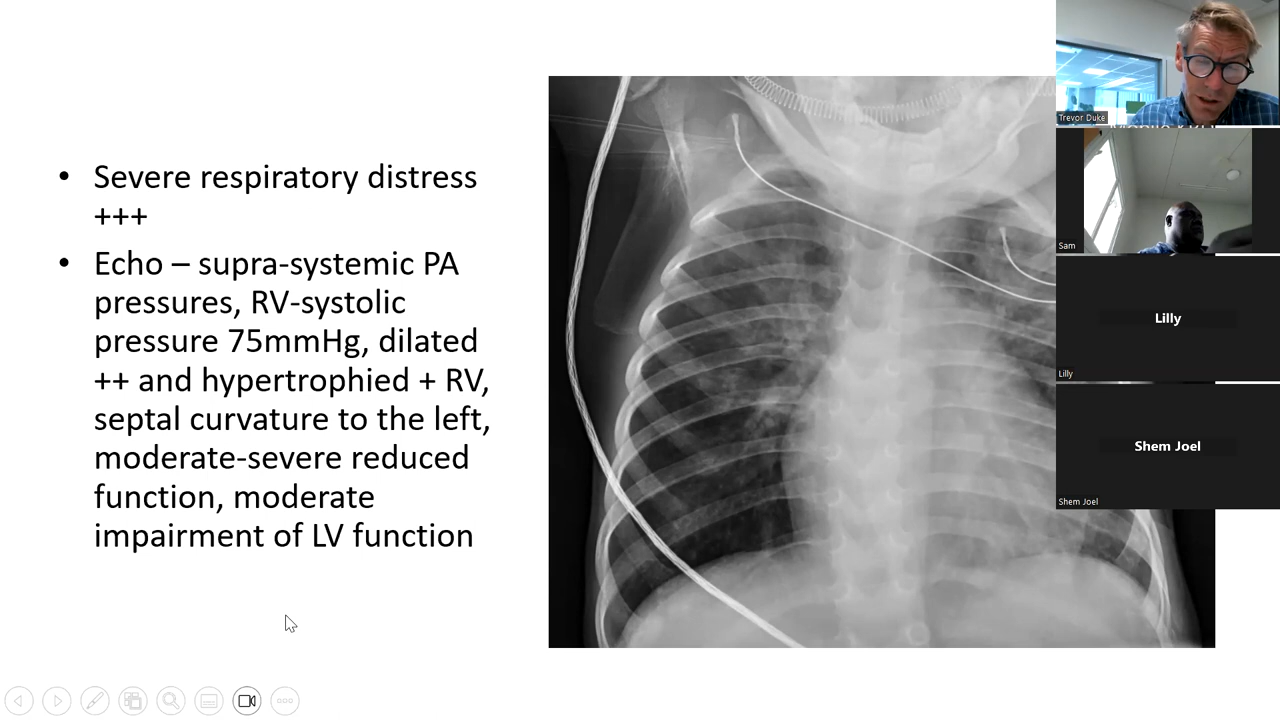 • Severe respiratory distress
+++
• Echo – supra-systemic PA
pressures, RV-systolic
pressure 75mmHg, dilated
++ and hypertrophied + RV,
septal curvature to the left,
moderate-severe reduced
function, moderate
impairment of LV function
Trevor Duke
Sam
Lilly
Lilly
Shem Joel
Shem Joel